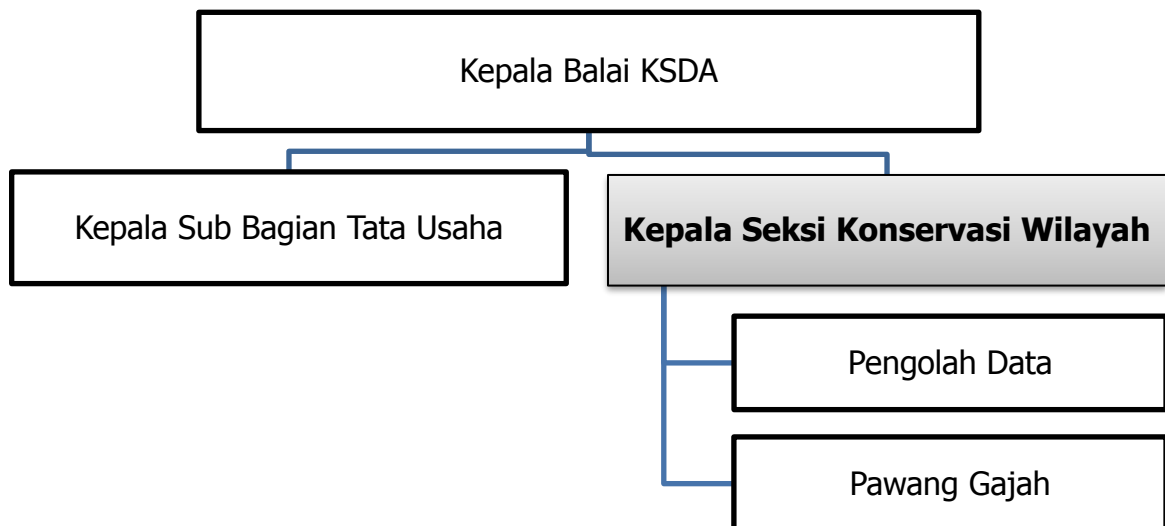 Kepala Balai KSDA
Kepala Sub Bagian Tata Usaha
Kepala Seksi Konservasi Wilayah
Pengolah Data
Pawang Gajah